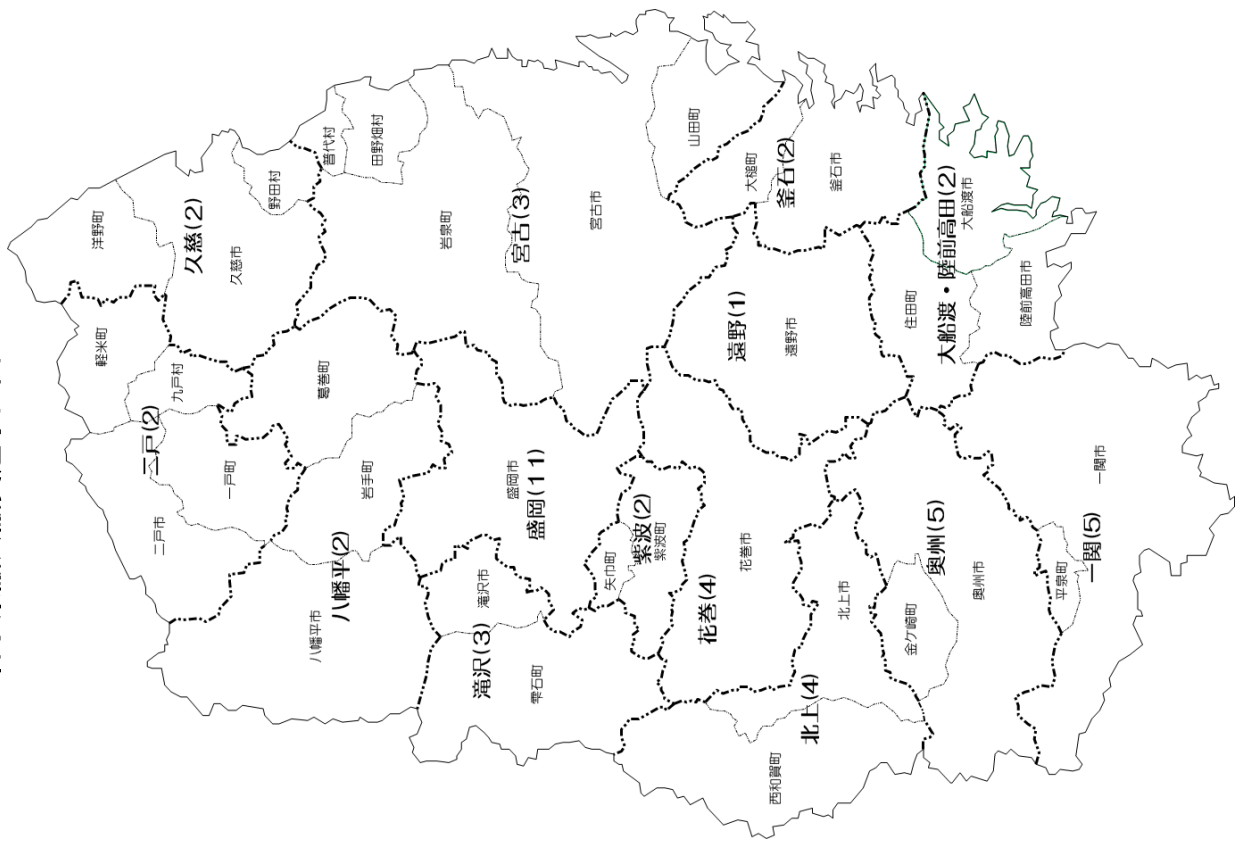 洋野町
軽米町
久慈(2)
久慈市
野田村
普代村
田野畑村
九戸村
二戸(2)
二戸市
一戸町
葛巻町
岩手町
八幡平(2)
八幡平市
岩泉町
宮古(3)
宮古市
山田町
大槌町
釜石(2)
釜石市
盛岡市
盛岡(11)
滝沢市
滝沢(3)
雫石町
矢巾町
紫波(2)
紫波町
遠野(1)
遠野市
花巻市
花巻(4)
住田町
大船渡・陸前高田(2)
大船渡市
陸前高田市
北上市
北上(4)
西和賀町
金ケ崎町
奥州(5)
奥州市
平泉町
一関(5)
一関市